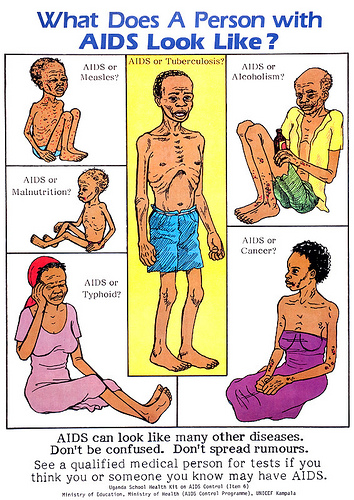 What Does A Person with
AIDS Look Like?
AIDS or
Measles?
AIDS or Tuberculosis?
AIDS or
Alcoholism?
AIDS or
Malnutrition?
AIDS or
Typhoid?
AIDS or
Cancer?
AIDS can look like many other diseases.
Don't be confused. Don't spread rumours.
See a qualified medical person for tests if you
think you or someone you know may have AIDS.
Uganda School Health Kit on AIDS Control (Item 6)
Ministry of Education, Ministry of Health (AIDS Control Programme), UNICEF Kampala